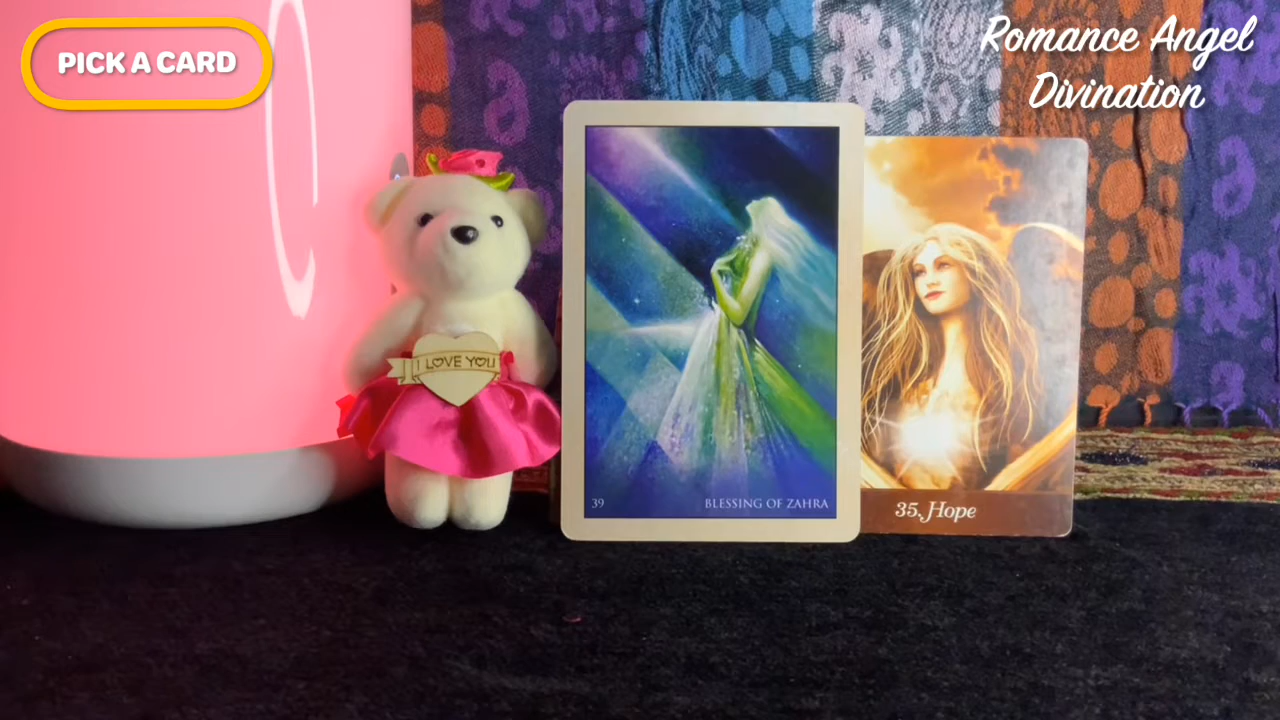 PICK A CARD
Romance Angel
Divination
I LOVE YOU
39
BLESSING OF ZAHRA
35. Hope